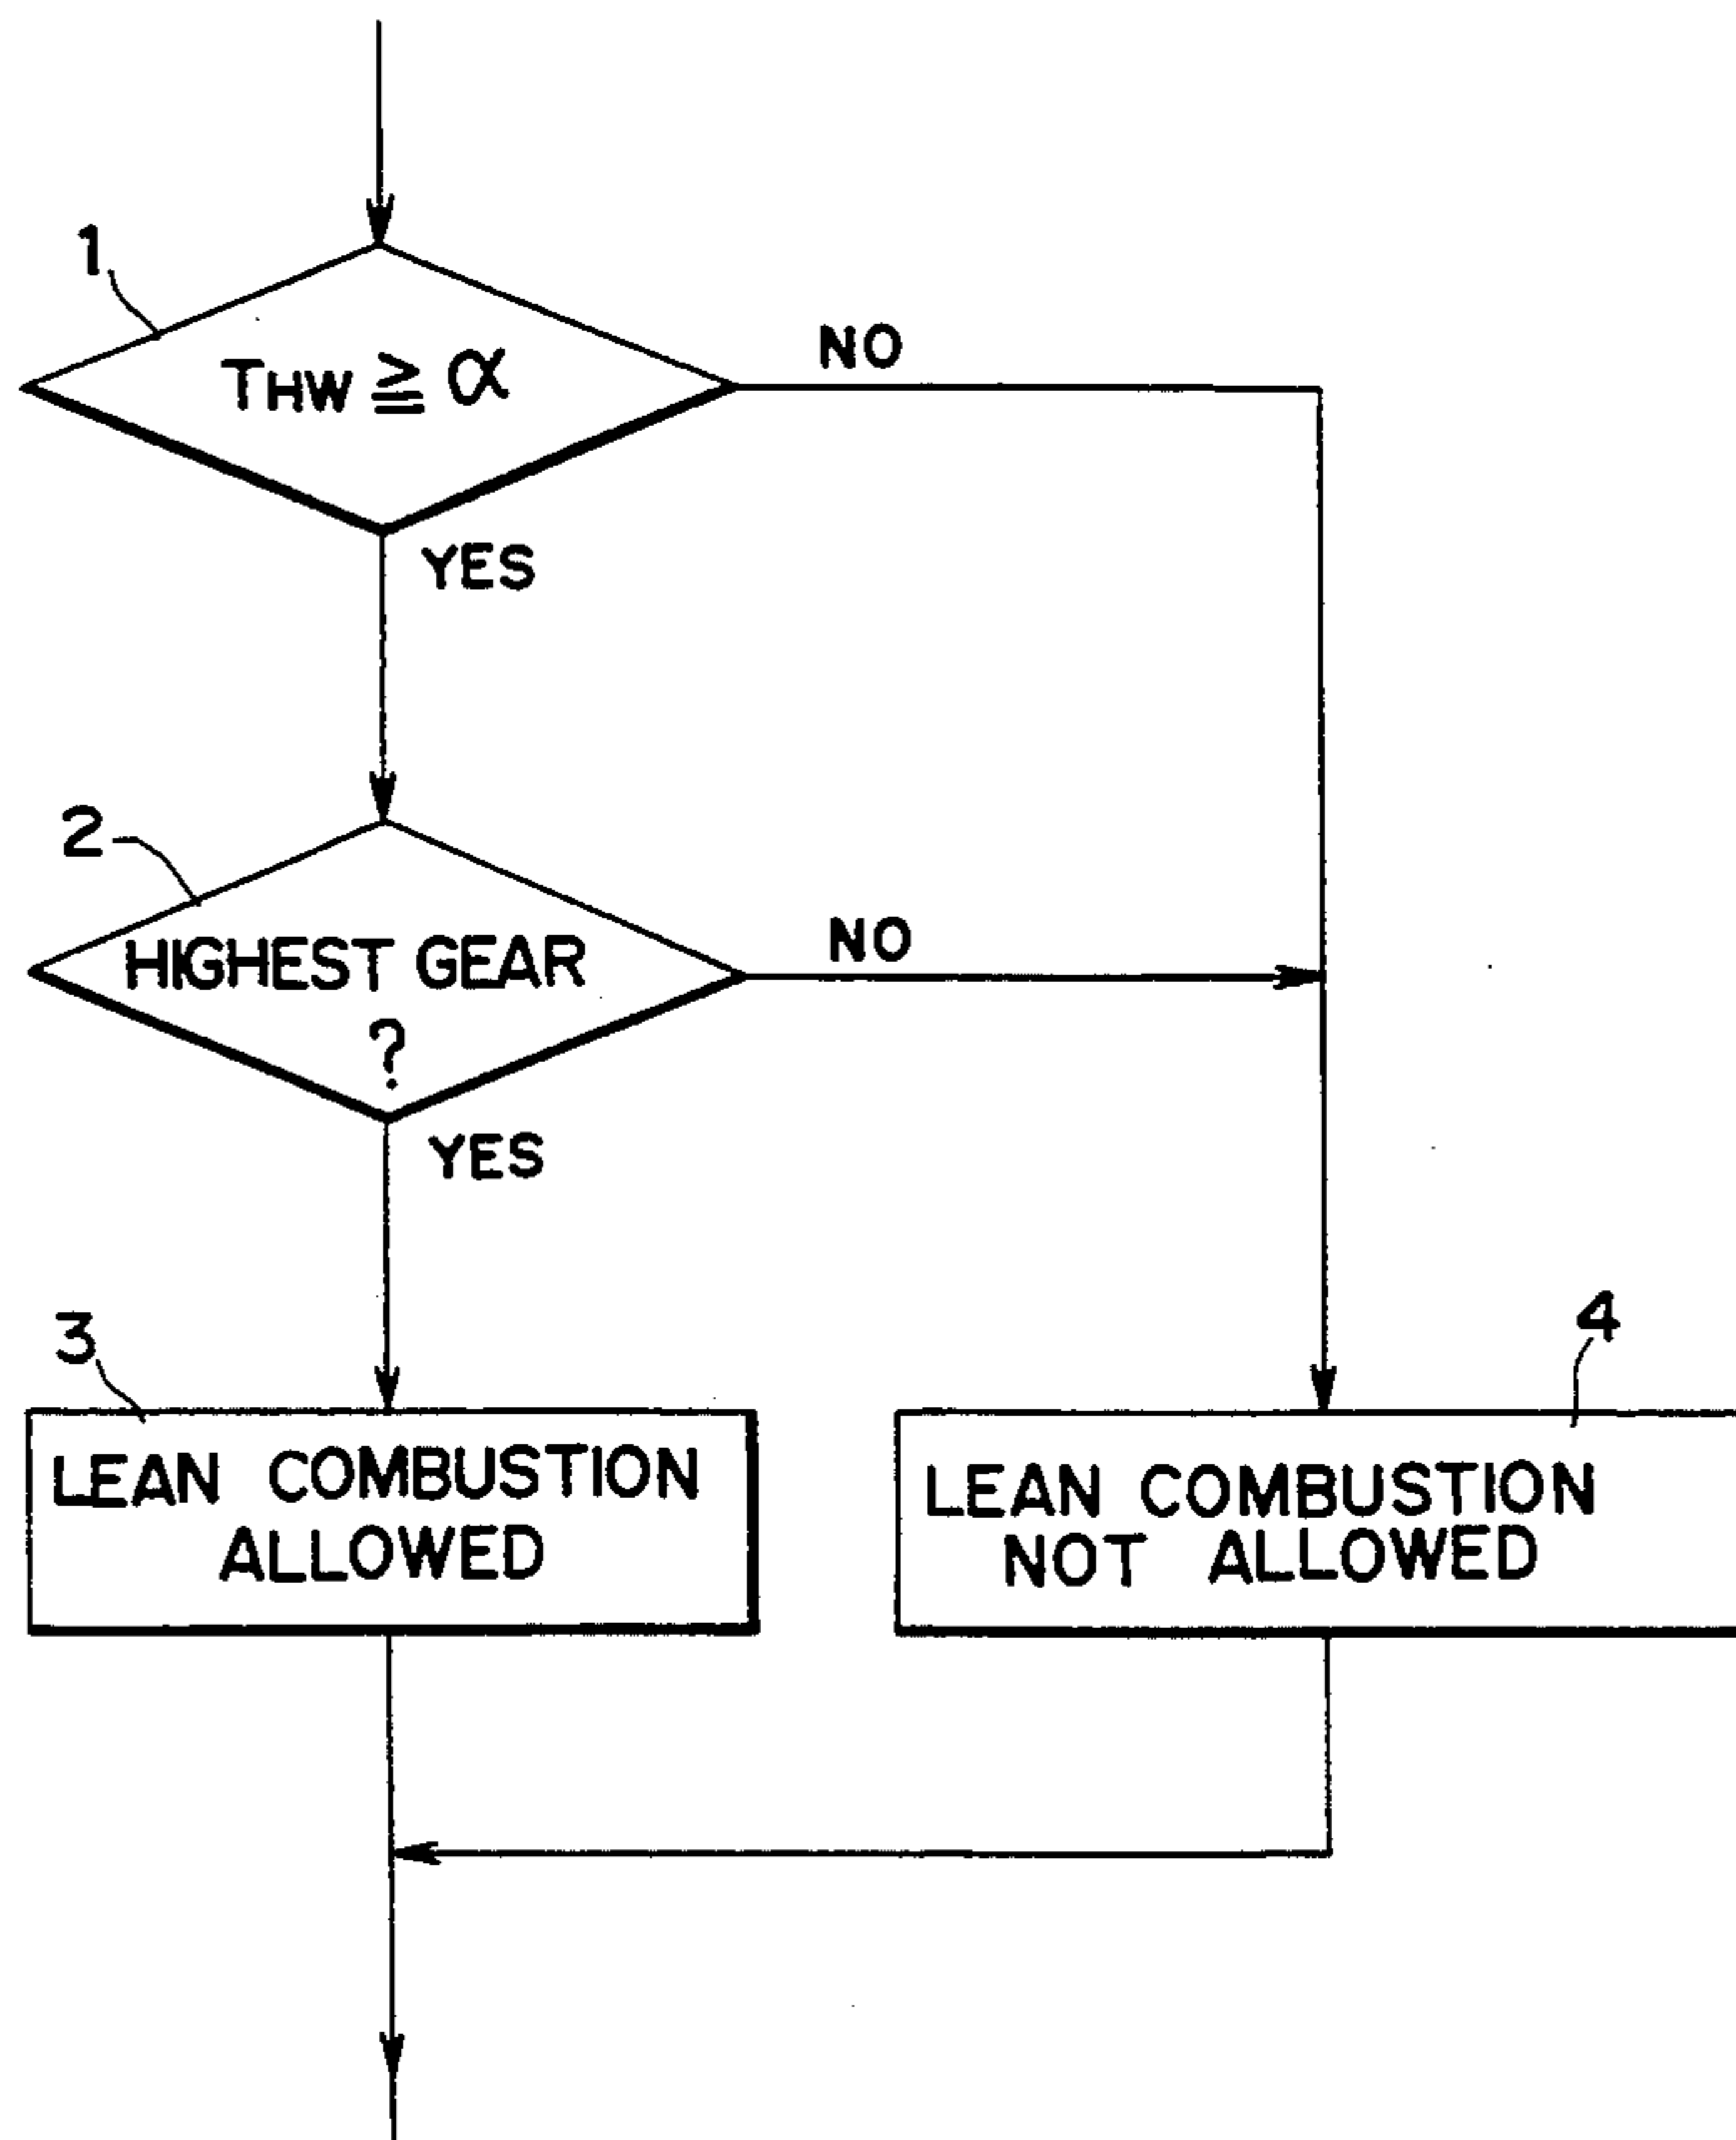 1
THW ≧ α
NO
YES
2
HIGHEST GEAR
?
NO
YES
3
LEAN COMBUSTION
ALLOWED
4
LEAN COMBUSTION
NOT ALLOWED